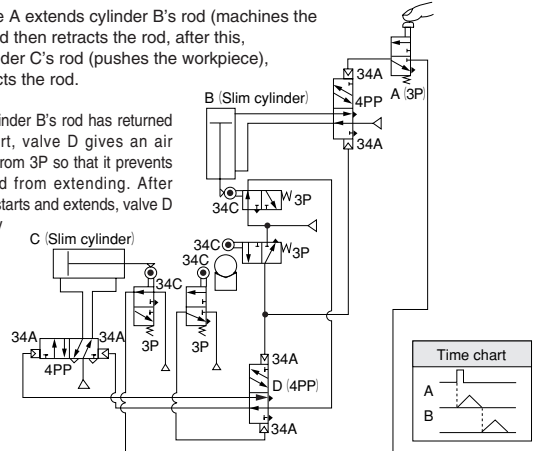 e A extends cylinder B's rod (machines the
d then retracts the rod, after this,
der C's rod (pushes the workpiece),
cts the rod.
linder B's rod has returned
rt, valve D gives an air
rom 3P so that it prevents
d from extending. After
starts and extends, valve D
34A
A (3P)
B (Slim cylinder)
4PP
34A
34C
3P
34C
3P
C (Slim cylinder)
34C
34C
34A
34A
3P
3P
4PP
34A
D (4PP)
34A
Time chart
A
B